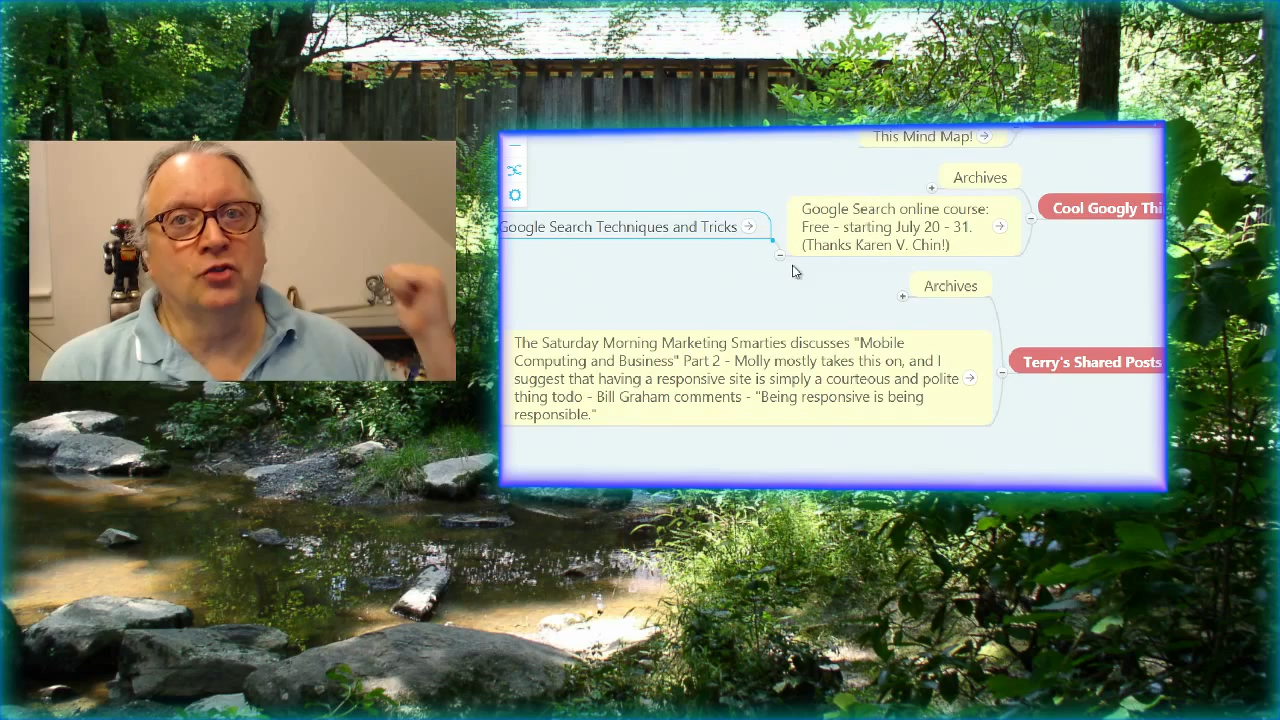 This Mind Map!
Archives
Cool Googly Thi
Google Search online course:
Free - starting July 20 - 31.
(Thanks Karen V. Chin!)
Google Search Techniques and Tricks
Archives
Terry's Shared Posts
The Saturday Morning Marketing Smarties discusses "Mobile
Computing and Business" Part 2 - Molly mostly takes this on, and I
suggest that having a responsive site is simply a courteous and polite
thing todo - Bill Graham comments - "Being responsive is being
responsible."